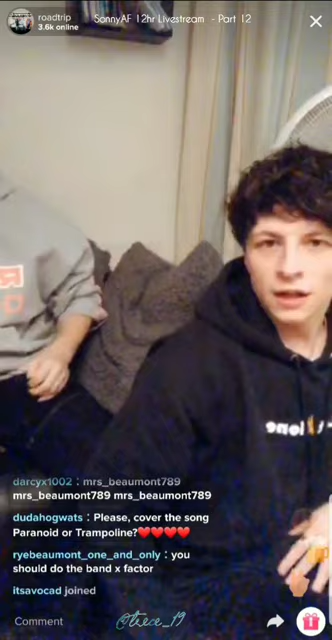 roadtrip
3.6k online
SonnyAF 12hr Livestream - Part 12
darcyx1002 : mrs_beaumont789
mrs_beaumont789 mrs_beaumont789
dudahogwats : Please, cover the song
Paranoid or Trampoline?❤❤❤❤
ryebeaumont_one_and_only : you
should do the band x factor
itsavocad joined
Comment
@treece_19